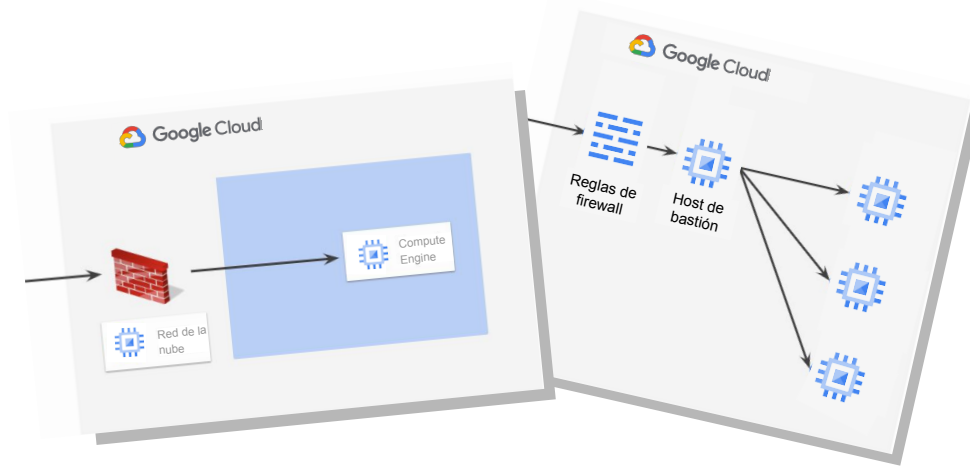 Google Cloud
Compute
Engine
Red de la
nube
Google Cloud
Reglas de
firewall
Host de
bastión